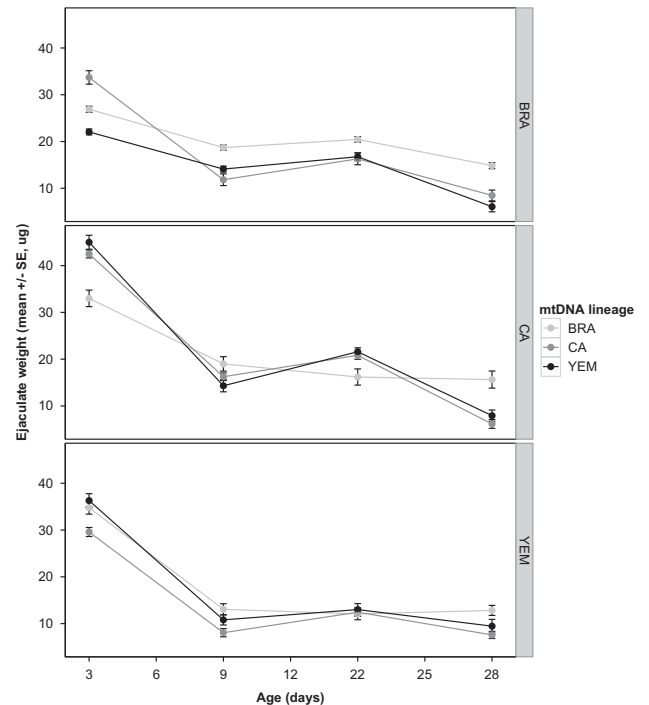 Ejaculate weight (mean +/- SE, ug)
40
30
20
10
BRA
40
30
20
10
CA
40
30
20
10
YEM
3 6 9 12 22 25 28
Age (days)
mtDNA lineage
BRA
CA
YEM